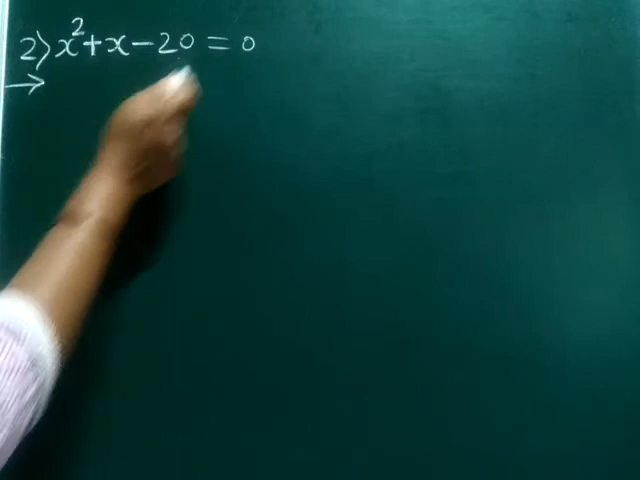 2) x² + x - 20 = 0
→